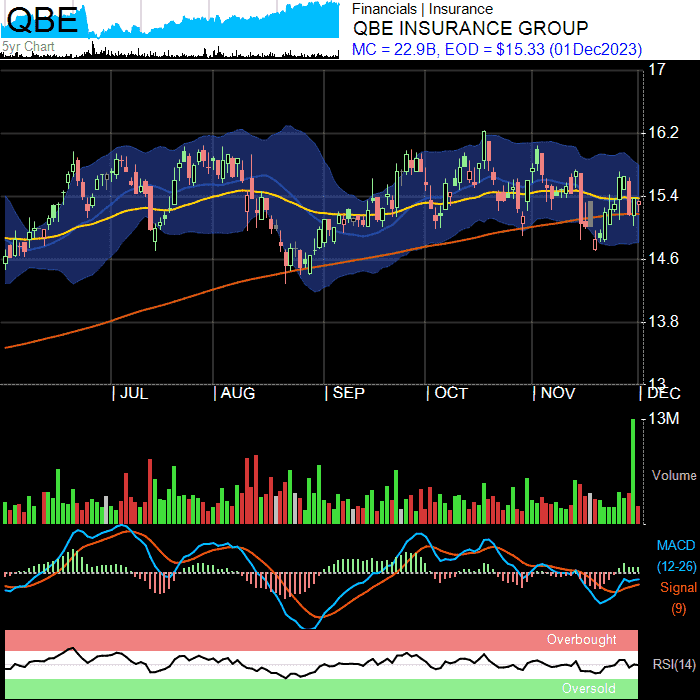 QBE
5yr Chart
Financials | Insurance
QBE INSURANCE GROUP
MC = 22.9B, EOD = $15.33 (01Dec2023)
17
16.2
15.4
14.6
13.8
13
| JUL | AUG | SEP | OCT | NOV | DEC
13M
Volume
MACD
(12-26)
Signal
(9)
Overbought
RSI(14)
Oversold